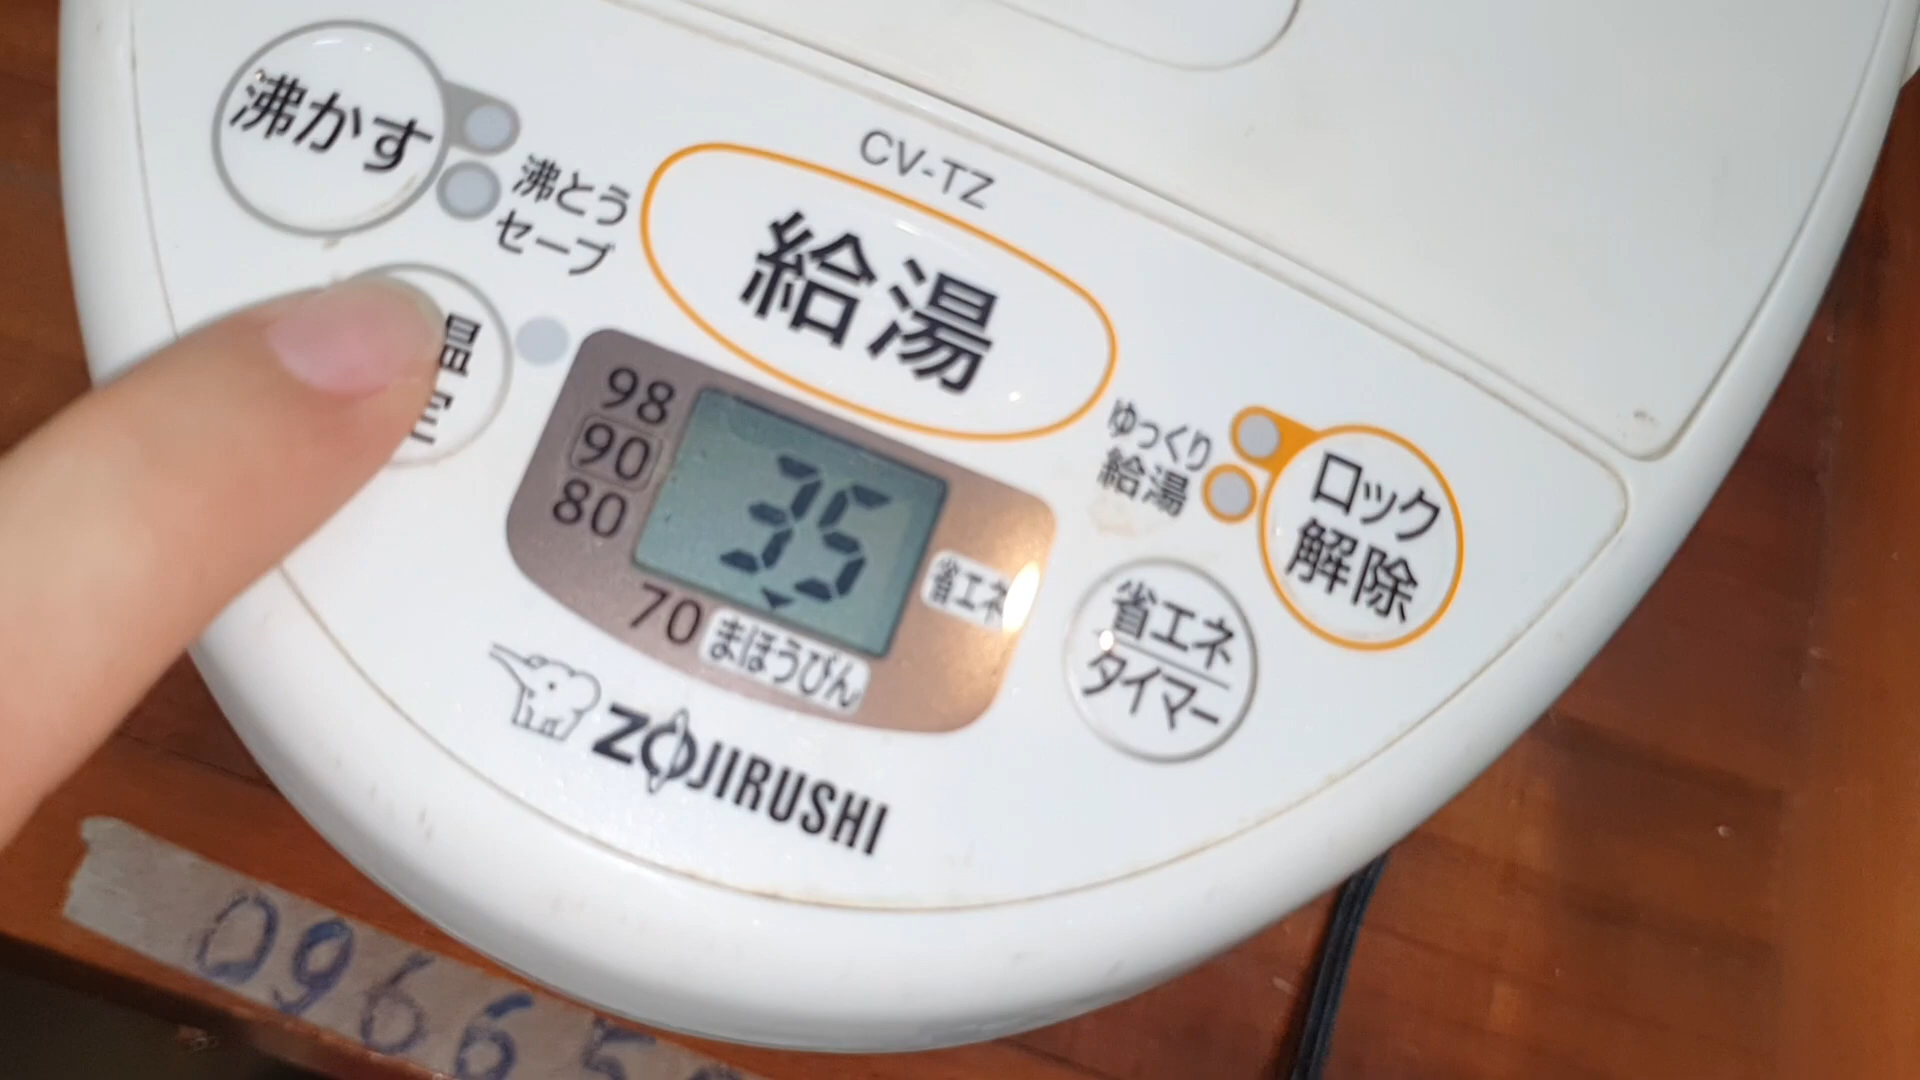 沸かす
沸とう
セーブ
CV-TZ
給湯
温
98
90
80
70
35
まほうびん
省エネ
ゆっくり
給湯
ロック
解除
省エネ
タイマー
ZOJIRUSHI
09665